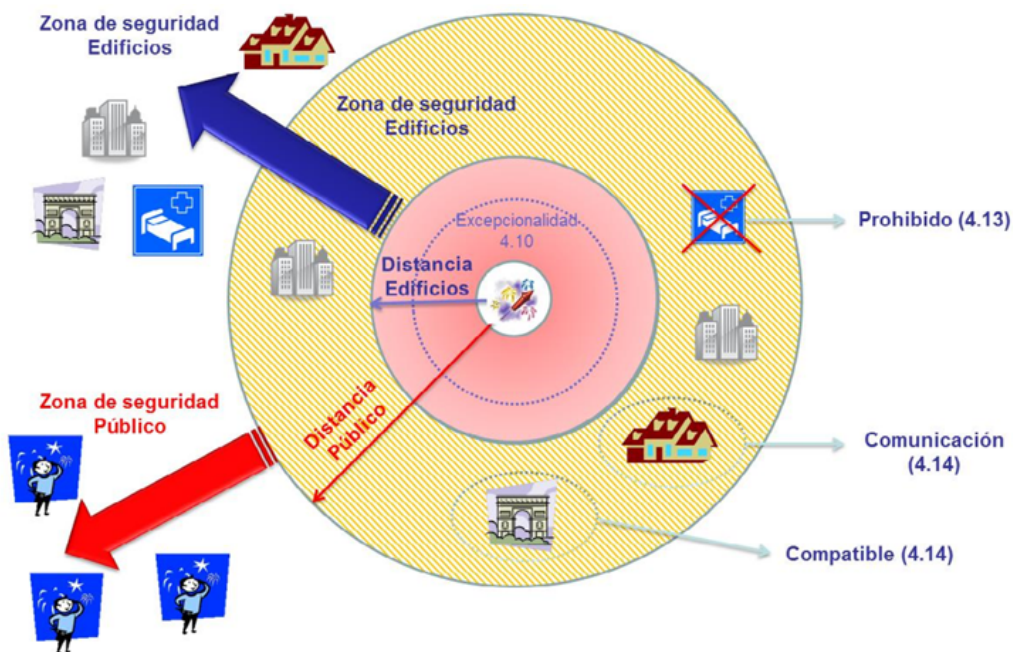 Zona de seguridad
Edificios
Zona de seguridad
Edificios
Excepcionalidad
4.10
Distancia
Edificios
Prohibido (4.13)
Zona de seguridad
Público
Distancia
Público
Comunicación
(4.14)
Compatible (4.14)